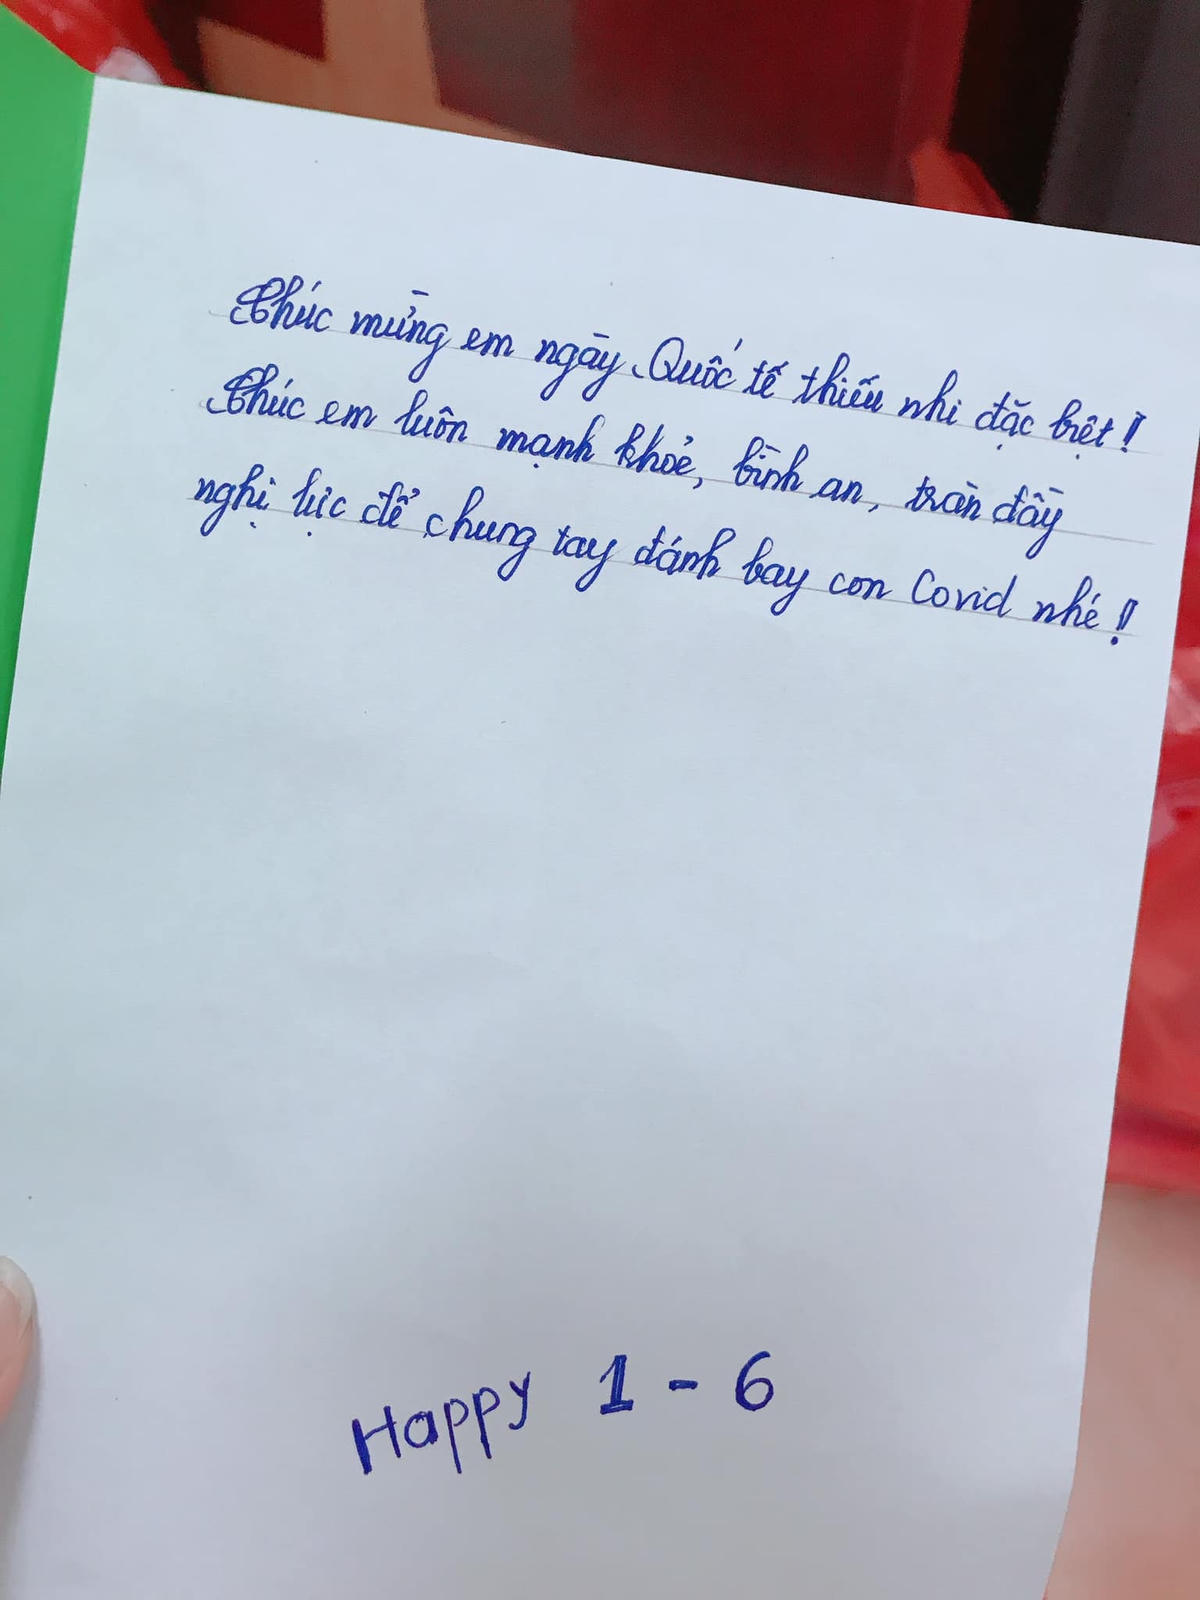 Chúc mừng em ngày Quốc tế thiếu nhi đặc biệt!
Chúc em luôn mạnh khỏe, bình an, tràn đầy
nghị lực để chung tay đánh bay con Covid nhé!
Happy 1 - 6